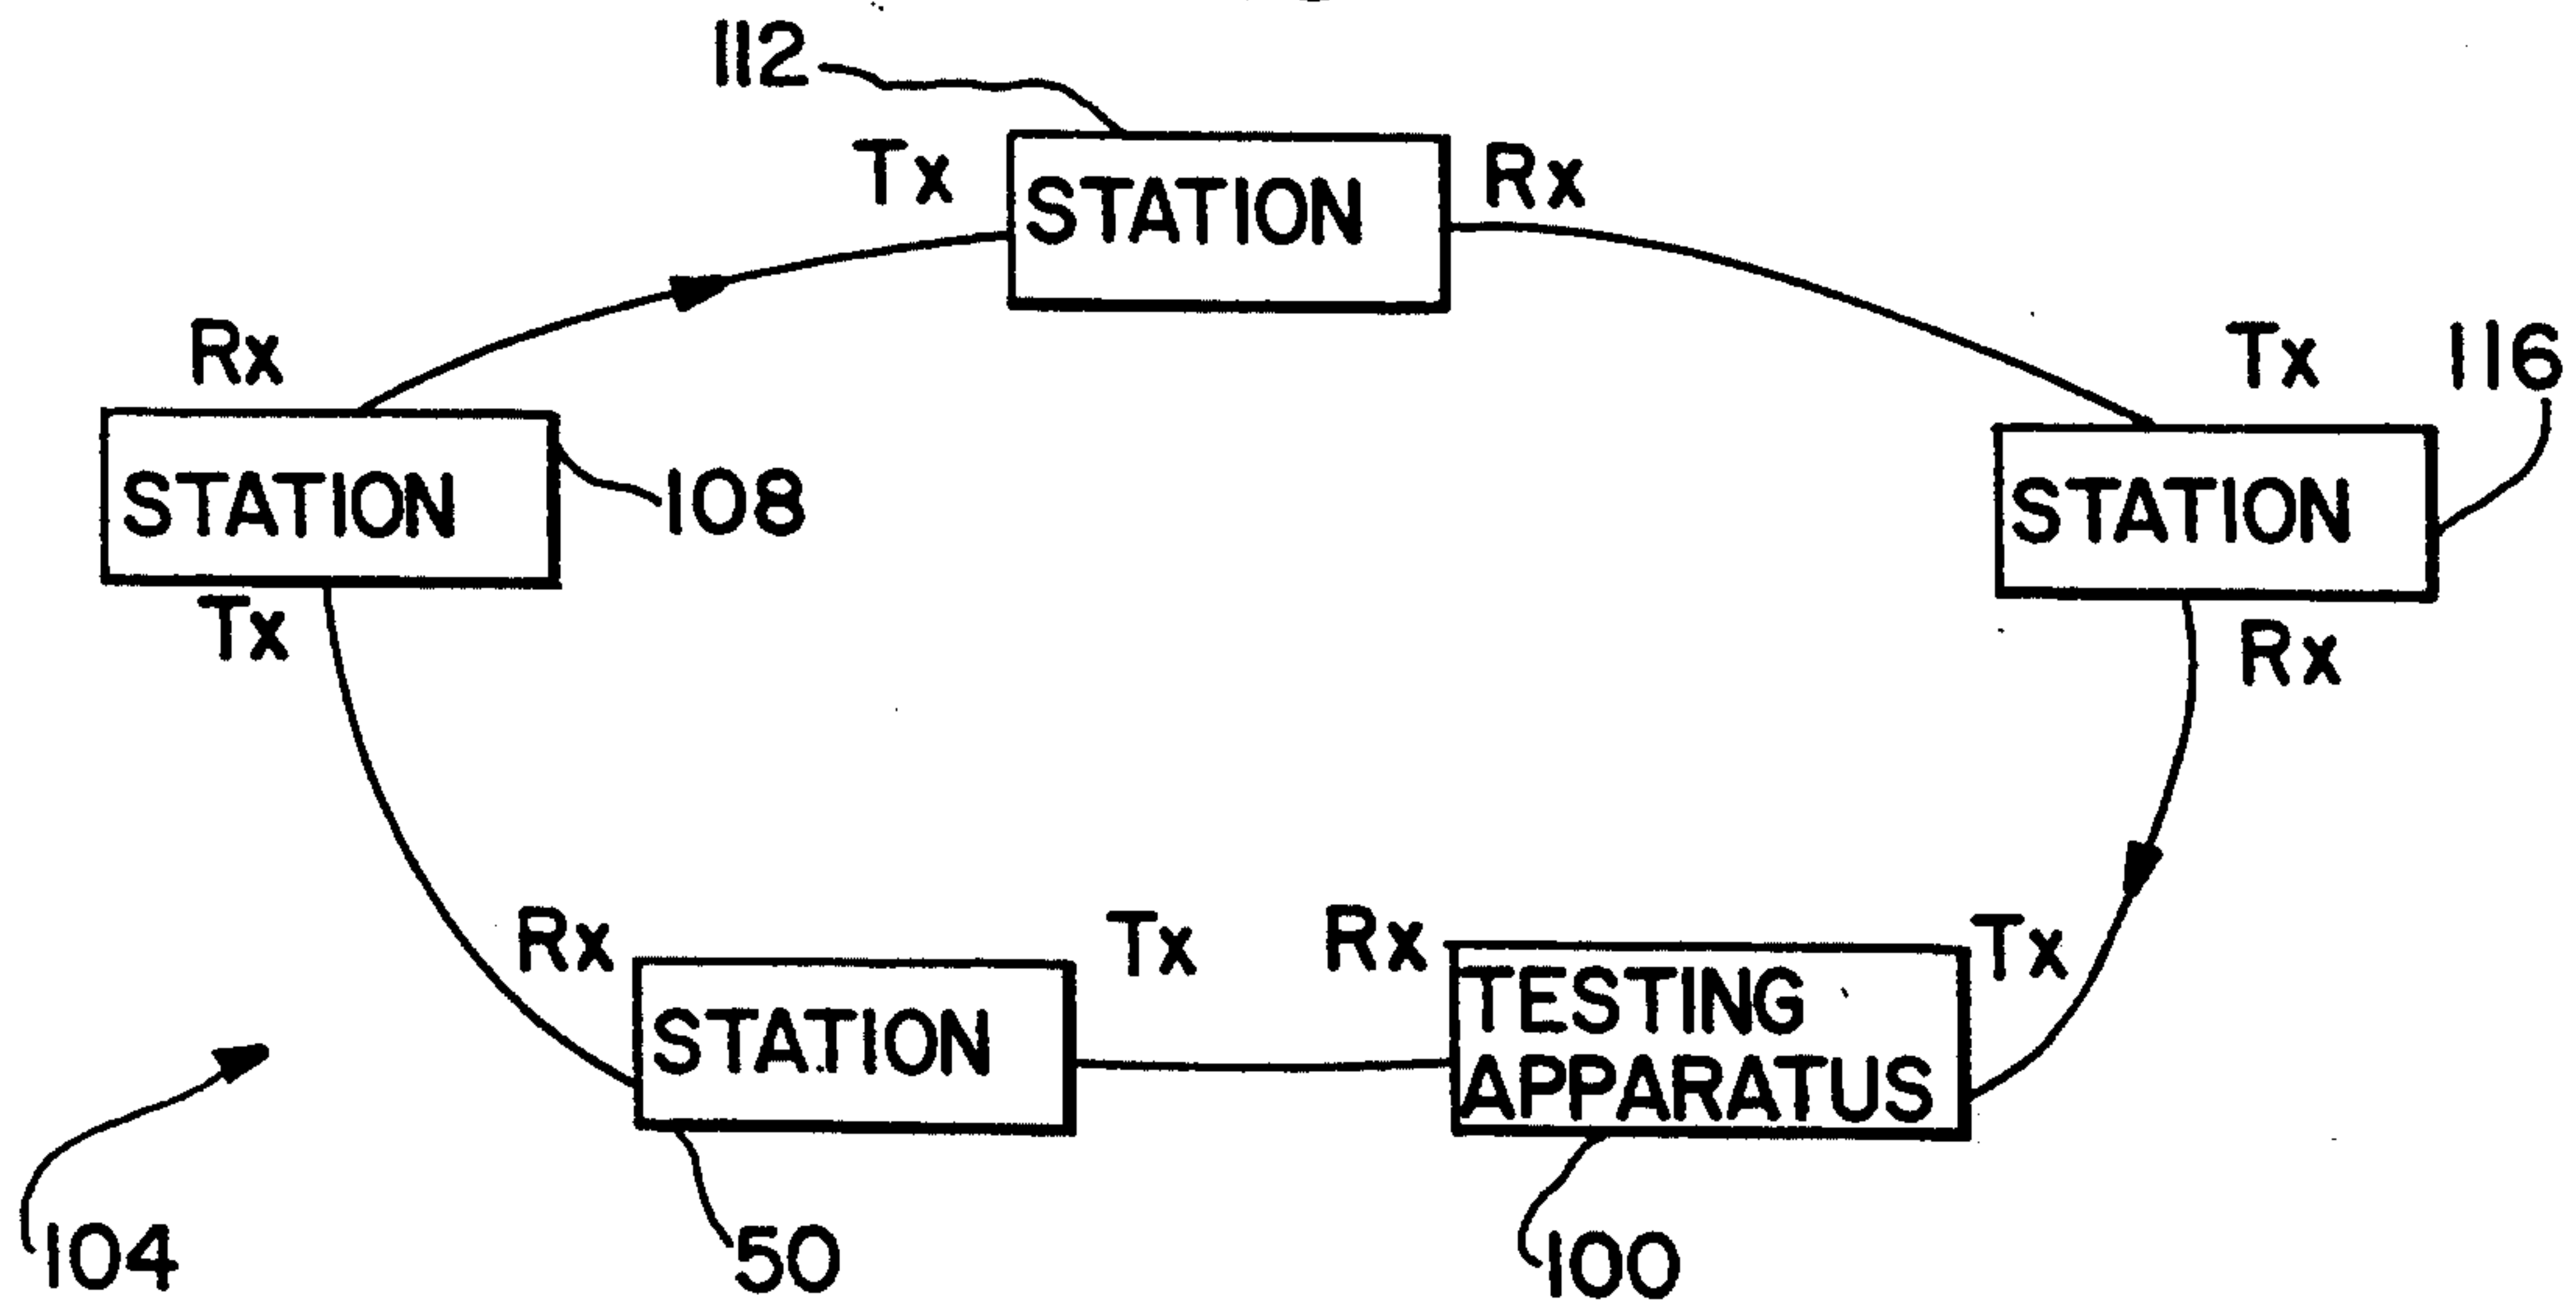 112
Tx
STATION
Rx
Rx
Tx
116
STATION
108
STATION
Tx
Rx
Rx
STATION
Tx
Rx
TESTING
APPARATUS
Tx
104
50
100